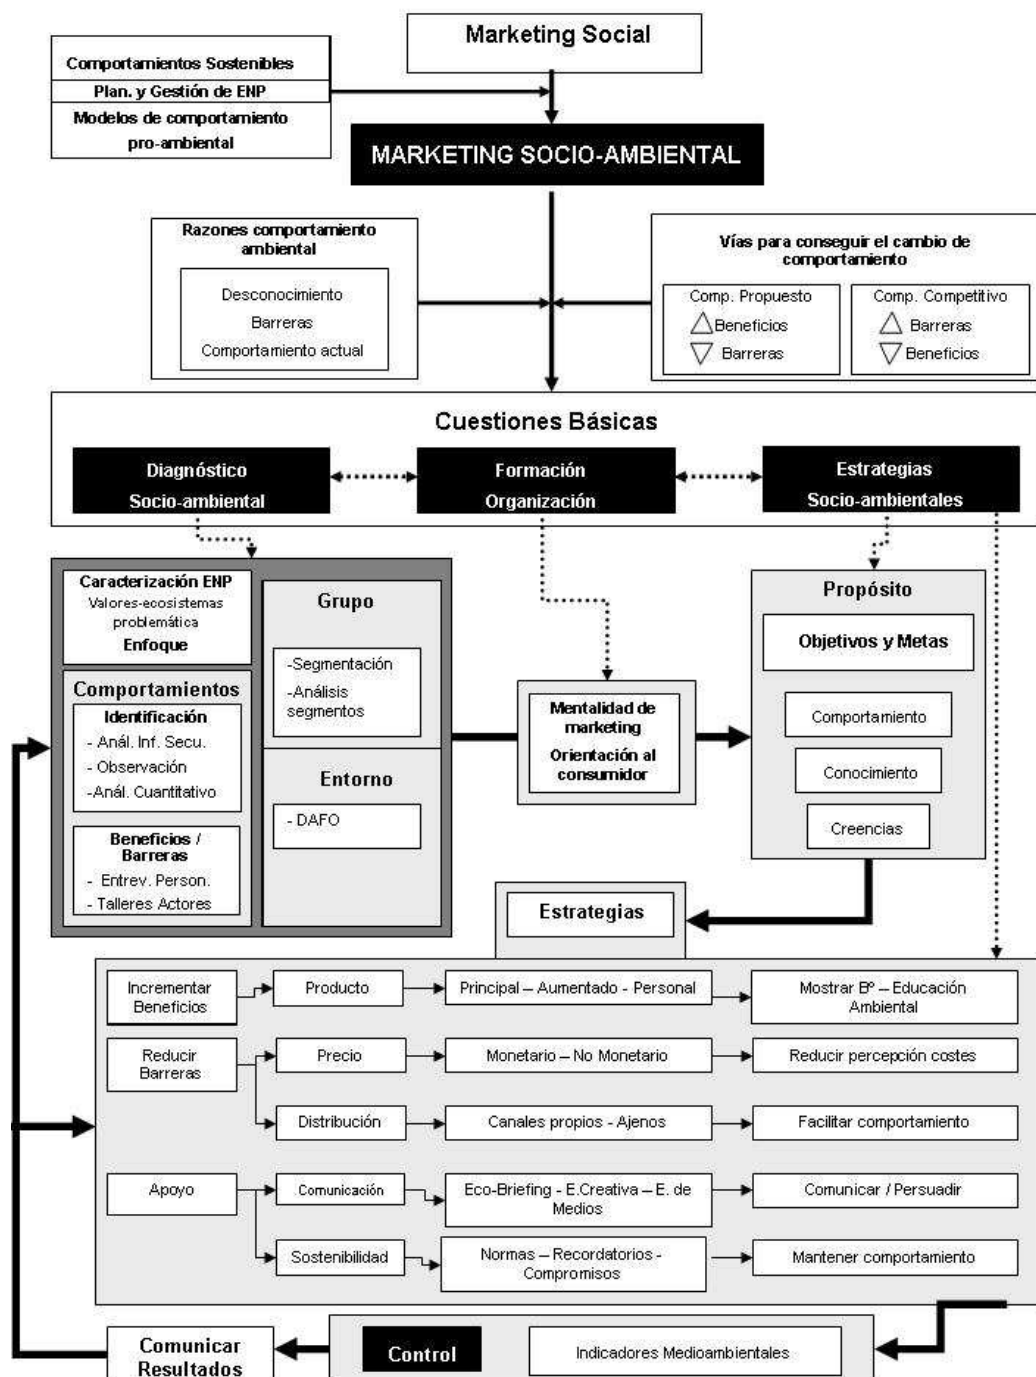 Marketing Social
Comportamientos Sostenibles
Plan. y Gestión de ENP
Modelos de comportamiento
pro-ambiental
MARKETING SOCIO-AMBIENTAL
Razones comportamiento
ambiental
Desconocimiento
Barreras
Comportamiento actual
Vías para conseguir el cambio de
comportamiento
Comp. Propuesto
Beneficios
Barreras
Comp. Competitivo
Barreras
Beneficios
Cuestiones Básicas
Diagnóstico
Socio-ambiental
Formación
Organización
Estrategias
Socio-ambientales
Caracterización ENP
Valores-ecosistemas
problemática
Enfoque
Comportamientos
Identificación
- Anál. Inf. Secu.
- Observación
-Anál. Cuantitativo
Beneficios /
Barreras
- Entrev. Person.
- Talleres Actores
Grupo
-Segmentación
-Análisis
segmentos
Entorno
- DAFO
Mentalidad de
marketing
Orientación al
consumidor
Propósito
Objetivos y Metas
Comportamiento
Conocimiento
Creencias
Estrategias
Incrementar
Beneficios
Producto
Principal – Aumentado - Personal
Mostrar Bº – Educación
Ambiental
Reducir
Barreras
Precio
Monetario – No Monetario
Reducir percepción costes
Distribución
Canales propios - Ajenos
Facilitar comportamiento
Apoyo
Comunicación
Eco-Briefing - E.Creativa – E. de
Medios
Comunicar / Persuadir
Sostenibilidad
Normas – Recordatorios -
Compromisos
Mantener comportamiento
Comunicar
Resultados
Control
Indicadores Medioambientales